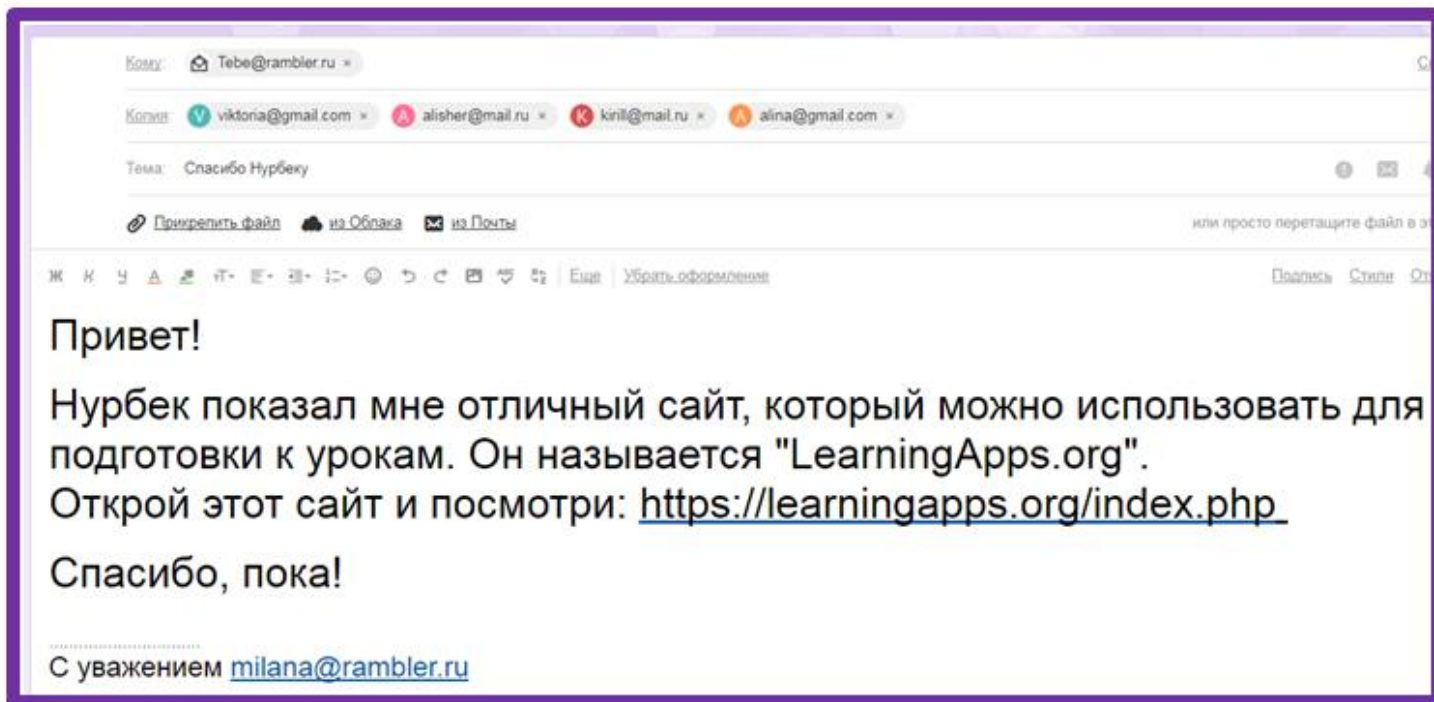 Кому: Tebe@rambler.ru ×
Копия: V viktoria@gmail.com × A alisher@mail.ru × K kirill@mail.ru × A alina@gmail.com ×
Тема: Спасибо Нурбеку
Прикрепить файл из Облака из Почты или просто перетащите файл в
Ж К У А Еще Убрать оформление Подпись Стили
Привет!
Нурбек показал мне отличный сайт, который можно использовать для
подготовки к урокам. Он называется "LearningApps.org".
Открой этот сайт и посмотри: https://learningapps.org/index.php
Спасибо, пока!
С уважением milana@rambler.ru